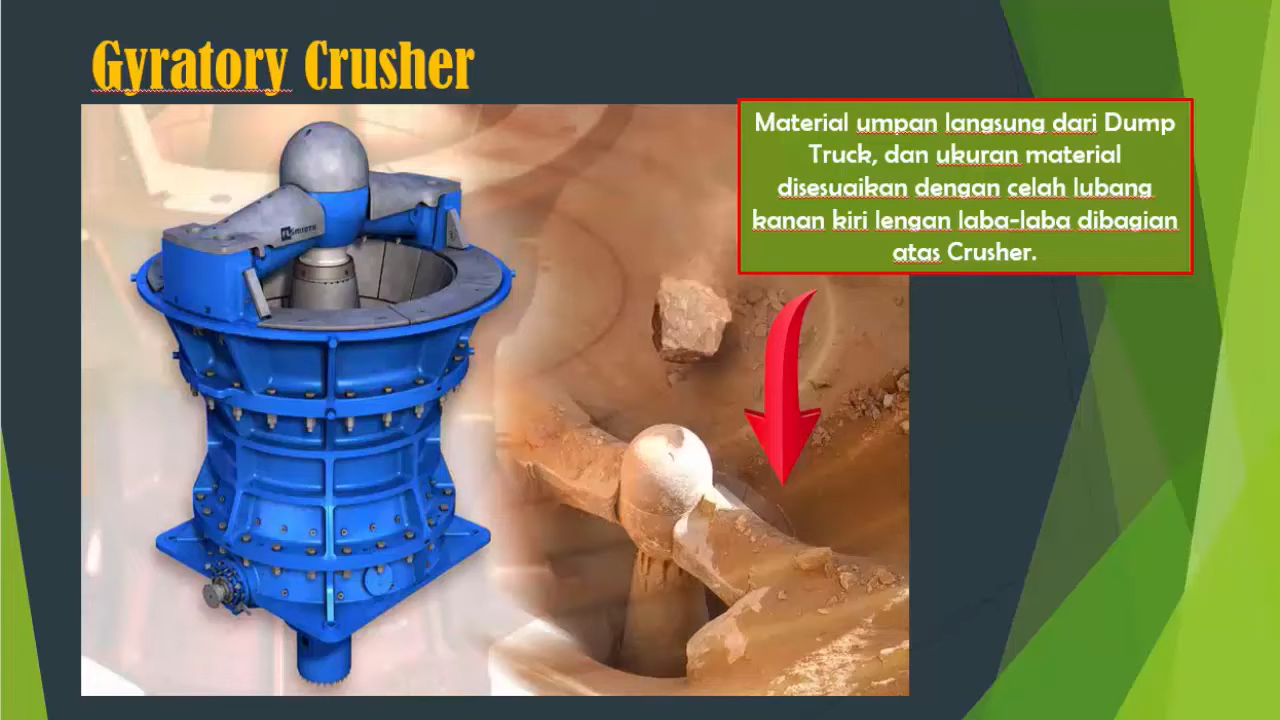 Gyratory Crusher
Material umpan langsung dari Dump
Truck, dan ukuran material
disesuaikan dengan celah lubang
kanan kiri lengan laba-laba dibagian
atas Crusher.